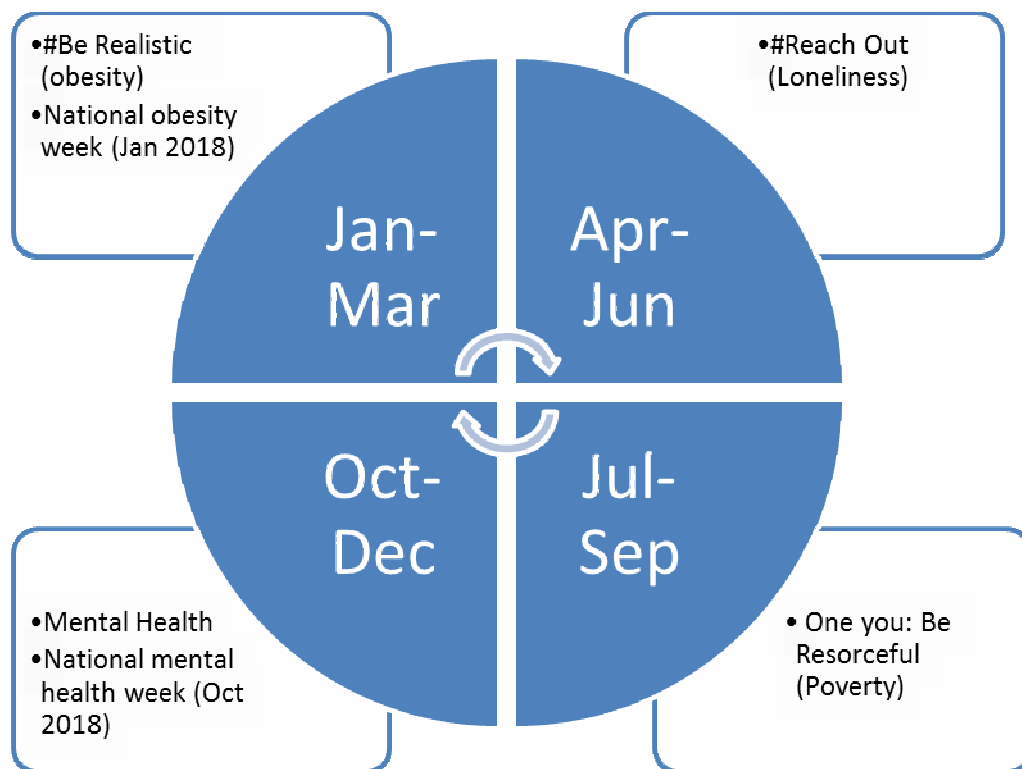 •#Be Realistic
(obesity)
•National obesity
week (Jan 2018)
•#Reach Out
(Loneliness)
Jan-
Mar
Apr-
Jun
Oct-
Dec
Jul-
Sep
•Mental Health
•National mental
health week (Oct
2018)
• One you: Be
Resorceful
(Poverty)